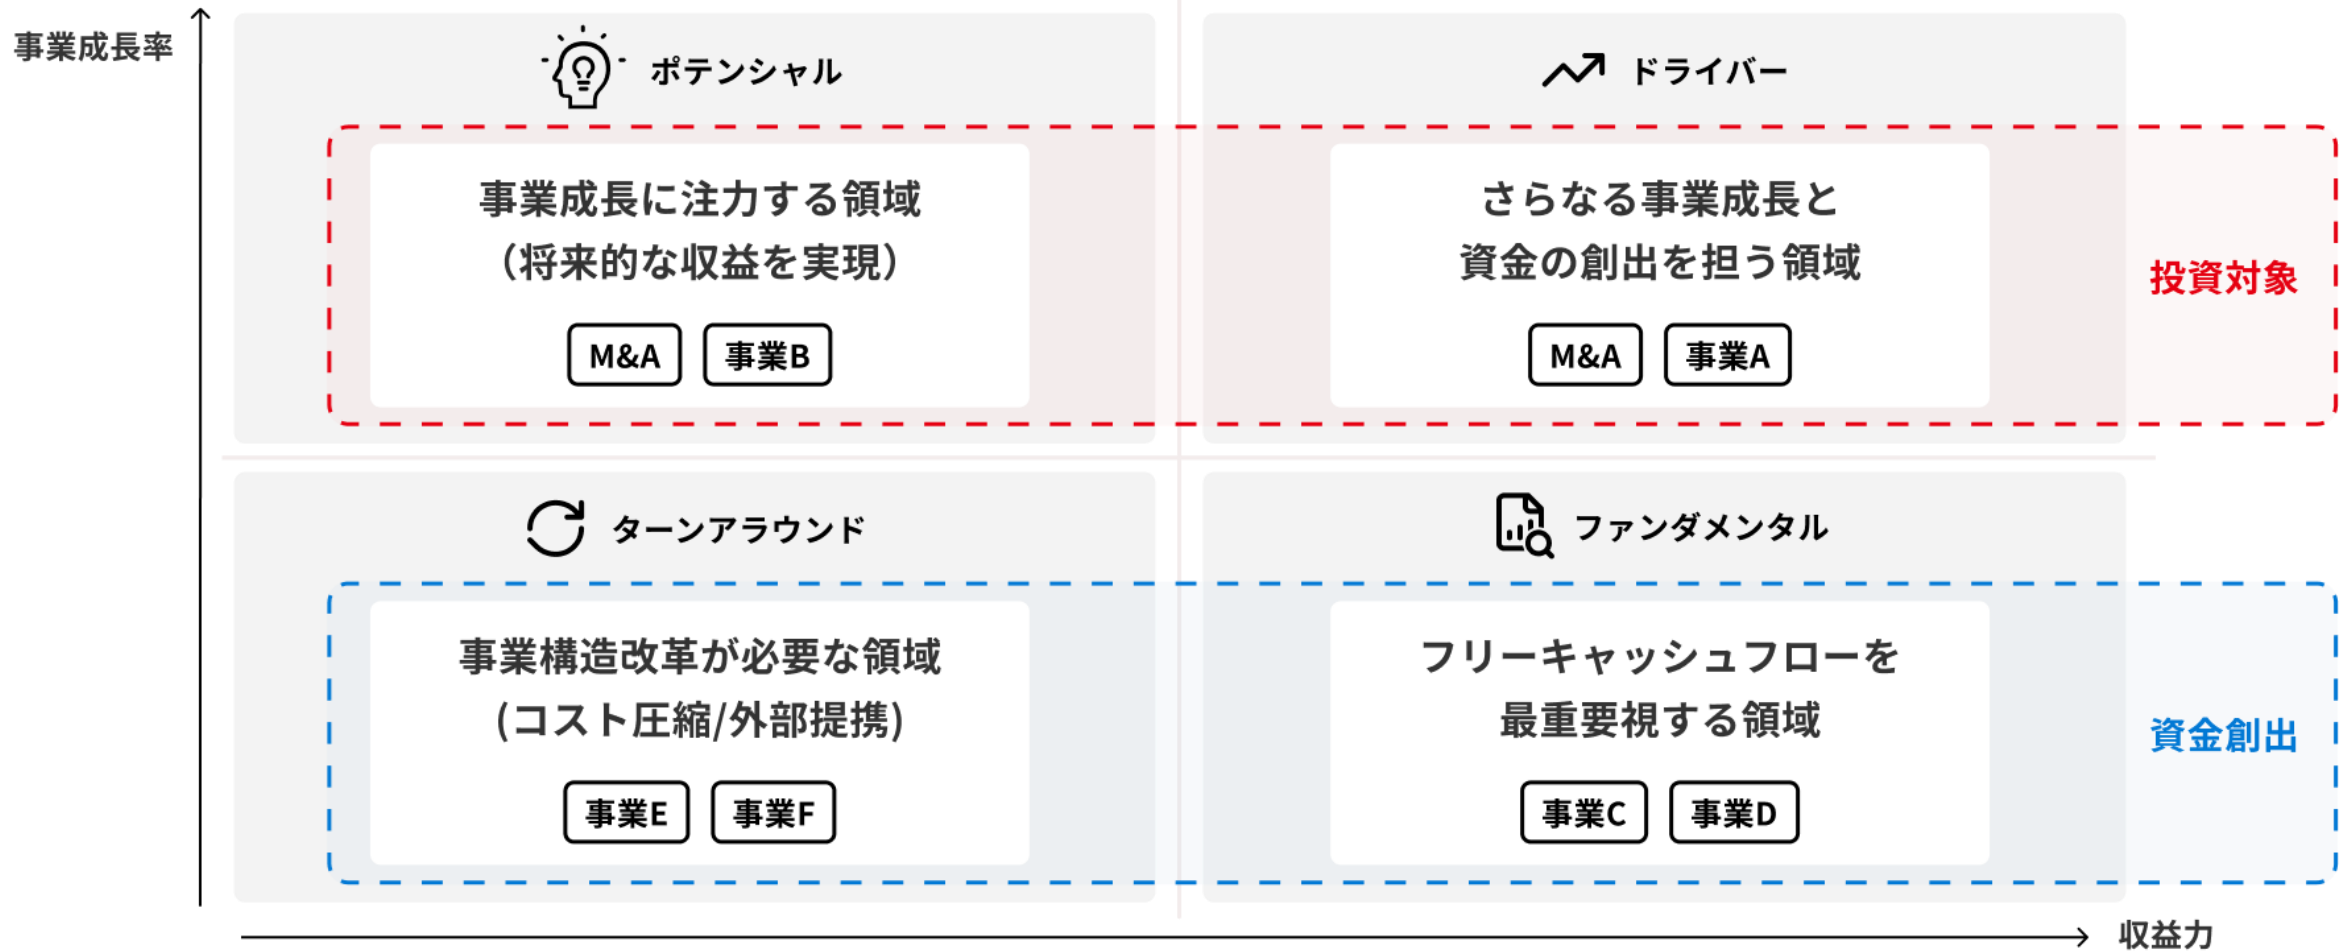 事業成長率
ポテンシャル
事業成長に注力する領域
（将来的な収益を実現）
M&A
事業B
ドライバー
さらなる事業成長と
資金の創出を担う領域
M&A
事業A
投資対象
ターンアラウンド
事業構造改革が必要な領域
(コスト圧縮/外部提携)
事業E
事業F
ファンダメンタル
フリーキャッシュフローを
最重要視する領域
事業C
事業D
資金創出
収益力